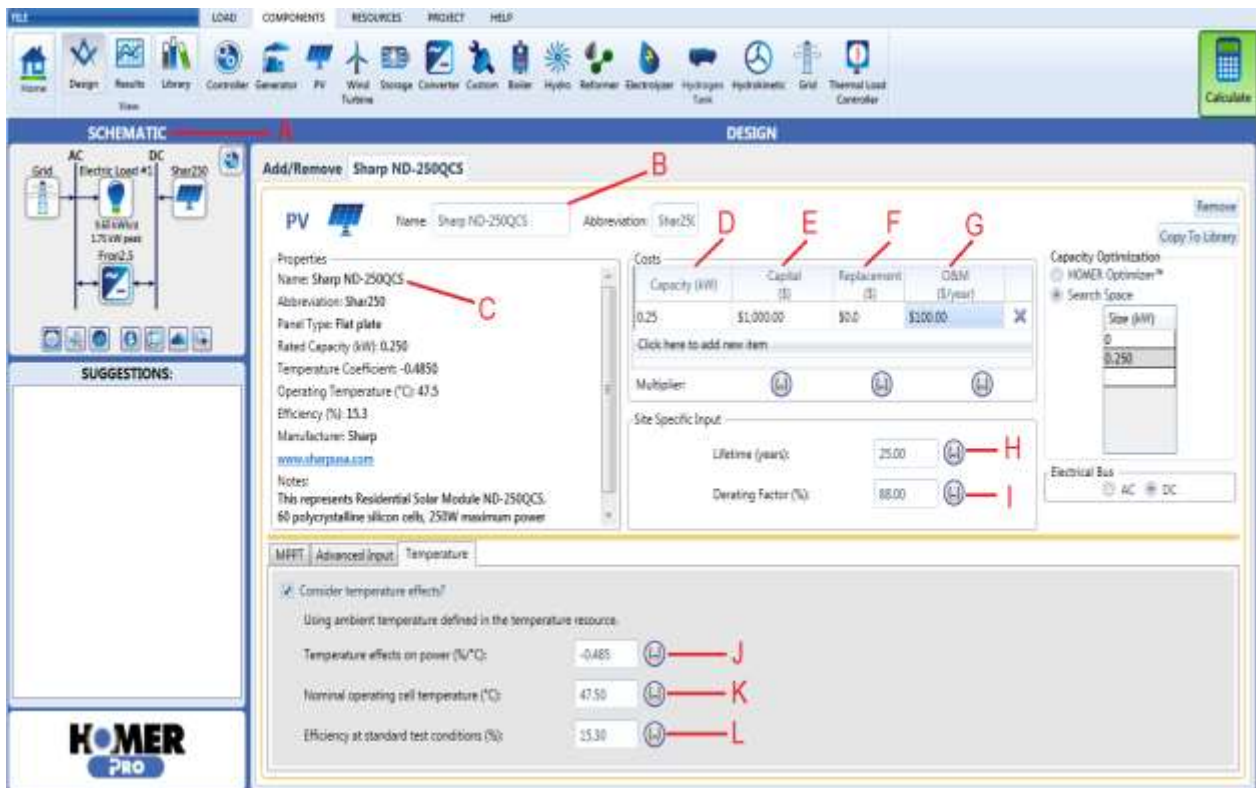 FILE LOAD COMPONENTS RESOURCES PROJECT HELP
Home Design Results Library Controller Generator PV Wind Turbine Storage Converter Custom Boiler Hydro Reformer Electrolyzer Hydrogen Tank Hydrokinetic Grid Thermal Load Controller Calculate
View
SCHEMATIC A DESIGN
AC DC
Grid Electric Load #1 Shar250
1.75 kW peak
Fron2.5
SUGGESTIONS:
HOMER
PRO
Add/Remove Sharp ND-250QCS
B
PV Name: Sharp ND-250QCS Abbreviation: Shar25(
Remove
Copy To Library
Properties
Name: Sharp ND-250QCS
C
Abbreviation: Shar250
Panel Type: Flat plate
Rated Capacity (kW): 0.250
Temperature Coefficient: -0.4850
Operating Temperature (°C): 47.5
Efficiency (%): 15.3
Manufacturer: Sharp
www.sharpusa.com
Notes:
This represents Residential Solar Module ND-250QCS.
60 polycrystalline silicon cells, 250W maximum power
D E F G
Costs
Capacity (kW) Capital ($) Replacement ($) O&M ($/year)
0.25 $1,000.00 $0.0 $100.00
Click here to add new item
Multiplier:
Site Specific Input
Lifetime (years): 25.00 H
Derating Factor (%): 88.00 I
Capacity Optimization
HOMER Optimizer™
Search Space
Size (kW)
0
0.250
Electrical Bus
AC DC
MPPT Advanced Input Temperature
Consider temperature effects?
Using ambient temperature defined in the temperature resource.
Temperature effects on power (%/°C): -0.485 J
Nominal operating cell temperature (°C): 47.50 K
Efficiency at standard test conditions (%): 15.30 L